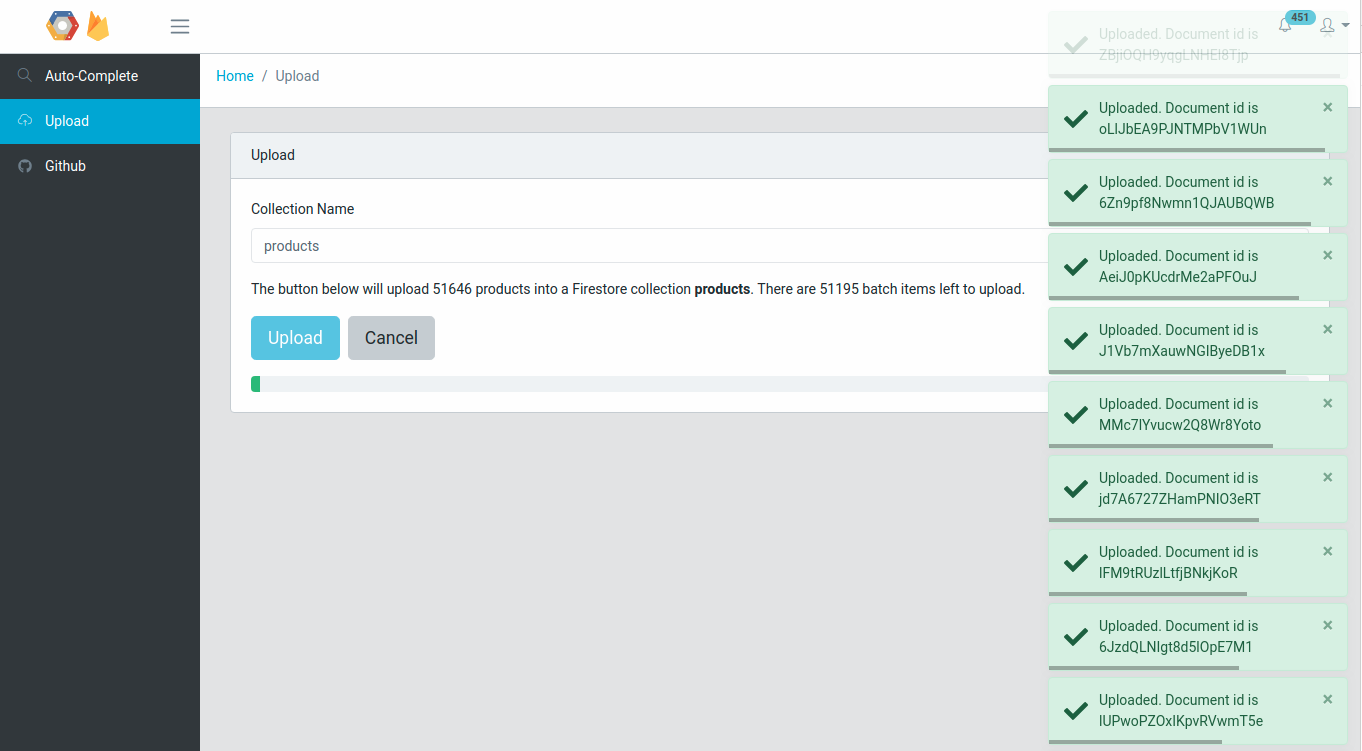 451
Auto-Complete
Upload
Github
Home / Upload
Upload
Collection Name
products
The button below will upload 51646 products into a Firestore collection products. There are 51195 batch items left to upload.
Upload Cancel
Uploaded. Document id is
ZBjiOQH9yqgLNHEI8Tjp
Uploaded. Document id is
oLIJbEA9PJNTMPbV1WUn
Uploaded. Document id is
6Zn9pf8Nwmn1QJAUBQWB
Uploaded. Document id is
AeiJ0pKUcdrMe2aPFOuJ
Uploaded. Document id is
J1Vb7mXauwNGIByeDB1x
Uploaded. Document id is
MMc7lYvucw2Q8Wr8Yoto
Uploaded. Document id is
jd7A6727ZHamPNIO3eRT
Uploaded. Document id is
lFM9tRUzlLtfjBNkjKoR
Uploaded. Document id is
6JzdQLNIgt8d5lOpE7M1
Uploaded. Document id is
lUPwoPZOxIKpvRVwmT5e